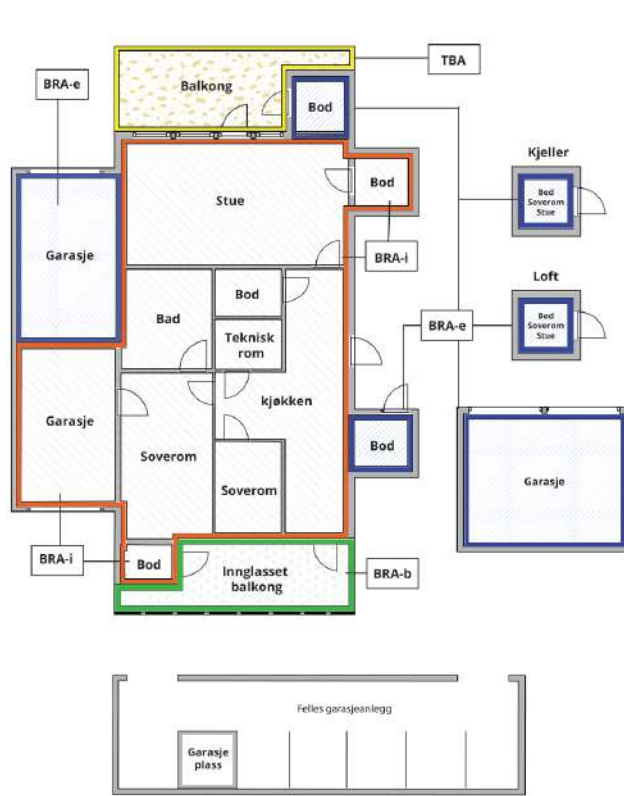 TBA
Balkong
BRA-e
Bod
Kjeller
Bod
Soverom
Stue
Bod
Stue
BRA-i
Garasje
Loft
Bod
Bad
Teknisk
rom
BRA-e
Bod
Soverom
Stue
kjøkken
Garasje
Soverom
Bod
Garasje
Soverom
BRA-i
Bod
Innglasset
balkong
BRA-b
Felles garasjeanlegg
Garasje
plass